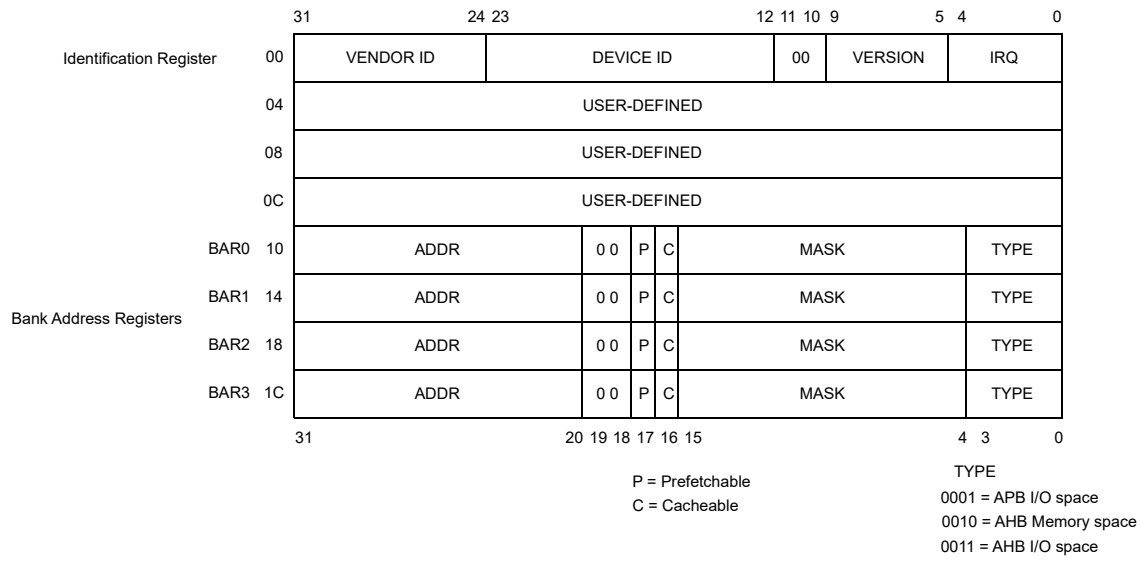 31 24 23 12 11 10 9 5 4 0
Identification Register 00 VENDOR ID DEVICE ID 00 VERSION IRQ
04 USER-DEFINED
08 USER-DEFINED
0C USER-DEFINED
BAR0 10 ADDR 0 0 P C MASK TYPE
BAR1 14 ADDR 0 0 P C MASK TYPE
Bank Address Registers
BAR2 18 ADDR 0 0 P C MASK TYPE
BAR3 1C ADDR 0 0 P C MASK TYPE
31 20 19 18 17 16 15 4 3 0
TYPE
P = Prefetchable
C = Cacheable
0001 = APB I/O space
0010 = AHB Memory space
0011 = AHB I/O space